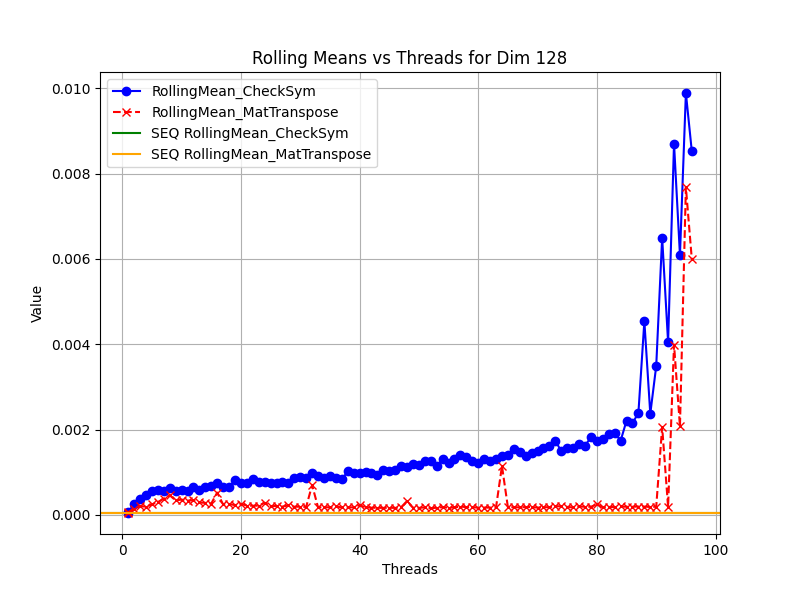 Rolling Means vs Threads for Dim 128
RollingMean_CheckSym
RollingMean_MatTranspose
SEQ RollingMean_CheckSym
SEQ RollingMean_MatTranspose
0.010
0.008
0.006
0.004
0.002
0.000
Value
0 20 40 60 80 100
Threads